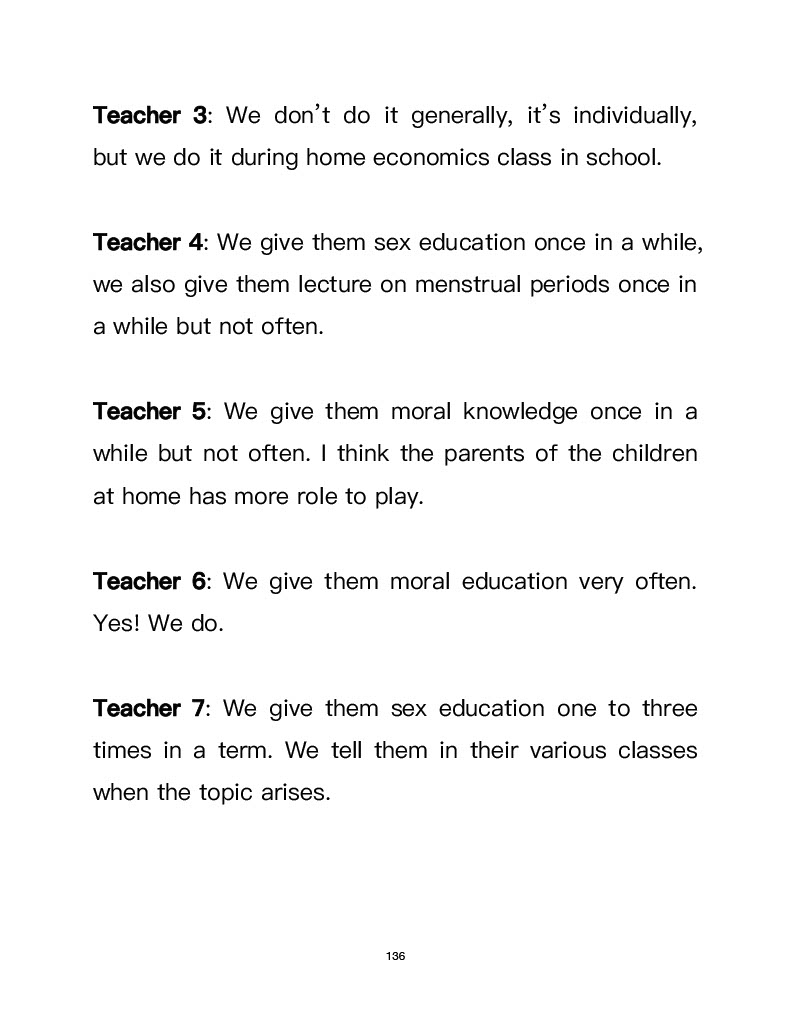 Teacher 3: We don’t do it generally, it’s individually,
but we do it during home economics class in school.
Teacher 4: We give them sex education once in a while,
we also give them lecture on menstrual periods once in
a while but not often.
Teacher 5: We give them moral knowledge once in a
while but not often. I think the parents of the children
at home has more role to play.
Teacher 6: We give them moral education very often.
Yes! We do.
Teacher 7: We give them sex education one to three
times in a term. We tell them in their various classes
when the topic arises.
136